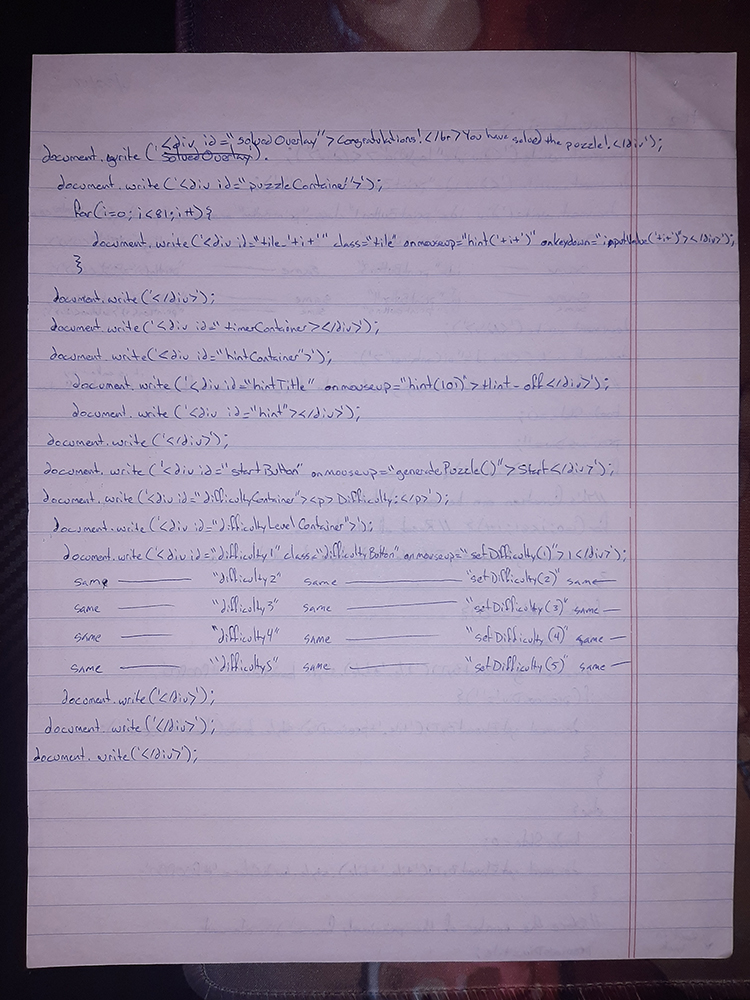 document.write('<div id="solvedOverlay">Congratulations!</br>You have solved the puzzle!</div>');
document.write('<div id="puzzleContainer">');
for(i=0; i<81; i++){
document.write('<div id="tile_'+i+'" class="tile" onmouseup="hint('+i+')" onkeydown="inputValue('+i+')"></div>');
}
document.write('</div>');
document.write('<div id="timerContainer></div>');
document.write('<div id="hintContainer">');
document.write('<div id="hintTitle" onmouseup="hint(101)">Hint-off</div>');
document.write('<div id="hint"></div>');
document.write('</div>');
document.write('<div id="startButton" onmouseup="generatePuzzle()">Start</div>');
document.write('<div id="difficultyContainer"><p>Difficulty:</p>');
document.write('<div id="difficultyLevelContainer">');
document.write('<div id="difficulty1" class="difficultyButton" onmouseup="setDifficulty(1)">1</div>');
same "difficulty2" same "setDifficulty(2)" same
same "difficulty3" same "setDifficulty(3)" same
same "difficulty4" same "setDifficulty(4)" same
same "difficulty5" same "setDifficulty(5)" same
document.write('</div>');
document.write('</div>');
document.write('</div>');